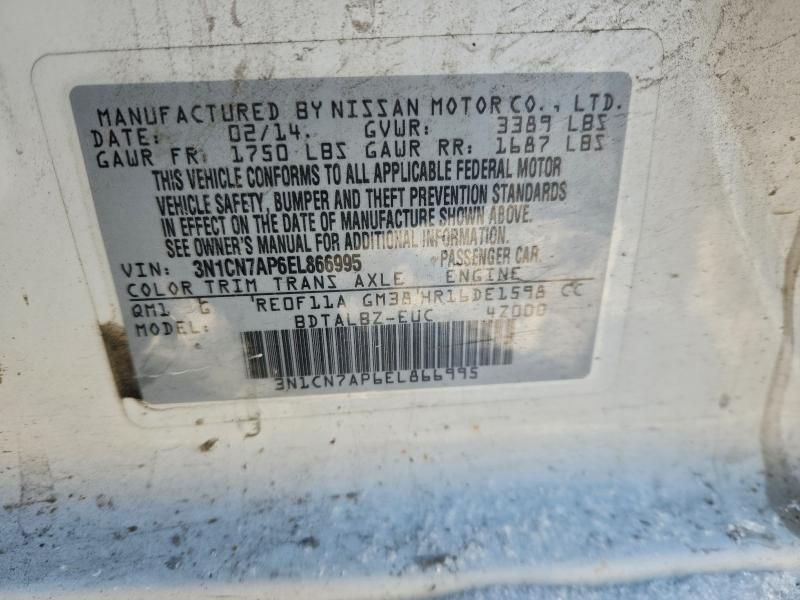 MANUFACTURED BY NISSAN MOTOR CO., LTD.
DATE: 02/14. GVWR: 3389 LBS
GAWR FR: 1750 LBS GAWR RR: 1687 LBS
THIS VEHICLE CONFORMS TO ALL APPLICABLE FEDERAL MOTOR
VEHICLE SAFETY, BUMPER AND THEFT PREVENTION STANDARDS
IN EFFECT ON THE DATE OF MANUFACTURE SHOWN ABOVE.
SEE OWNER'S MANUAL FOR ADDITIONAL INFORMATION.
VIN: 3N1CN7AP6EL866995 PASSENGER CAR
COLOR TRIM TRANS AXLE ENGINE
QM1 G RE0F11A GM38 HR16DE1598 CC
BDTALBZ-EUC 4Z000
3N1CN7AP6EL866995